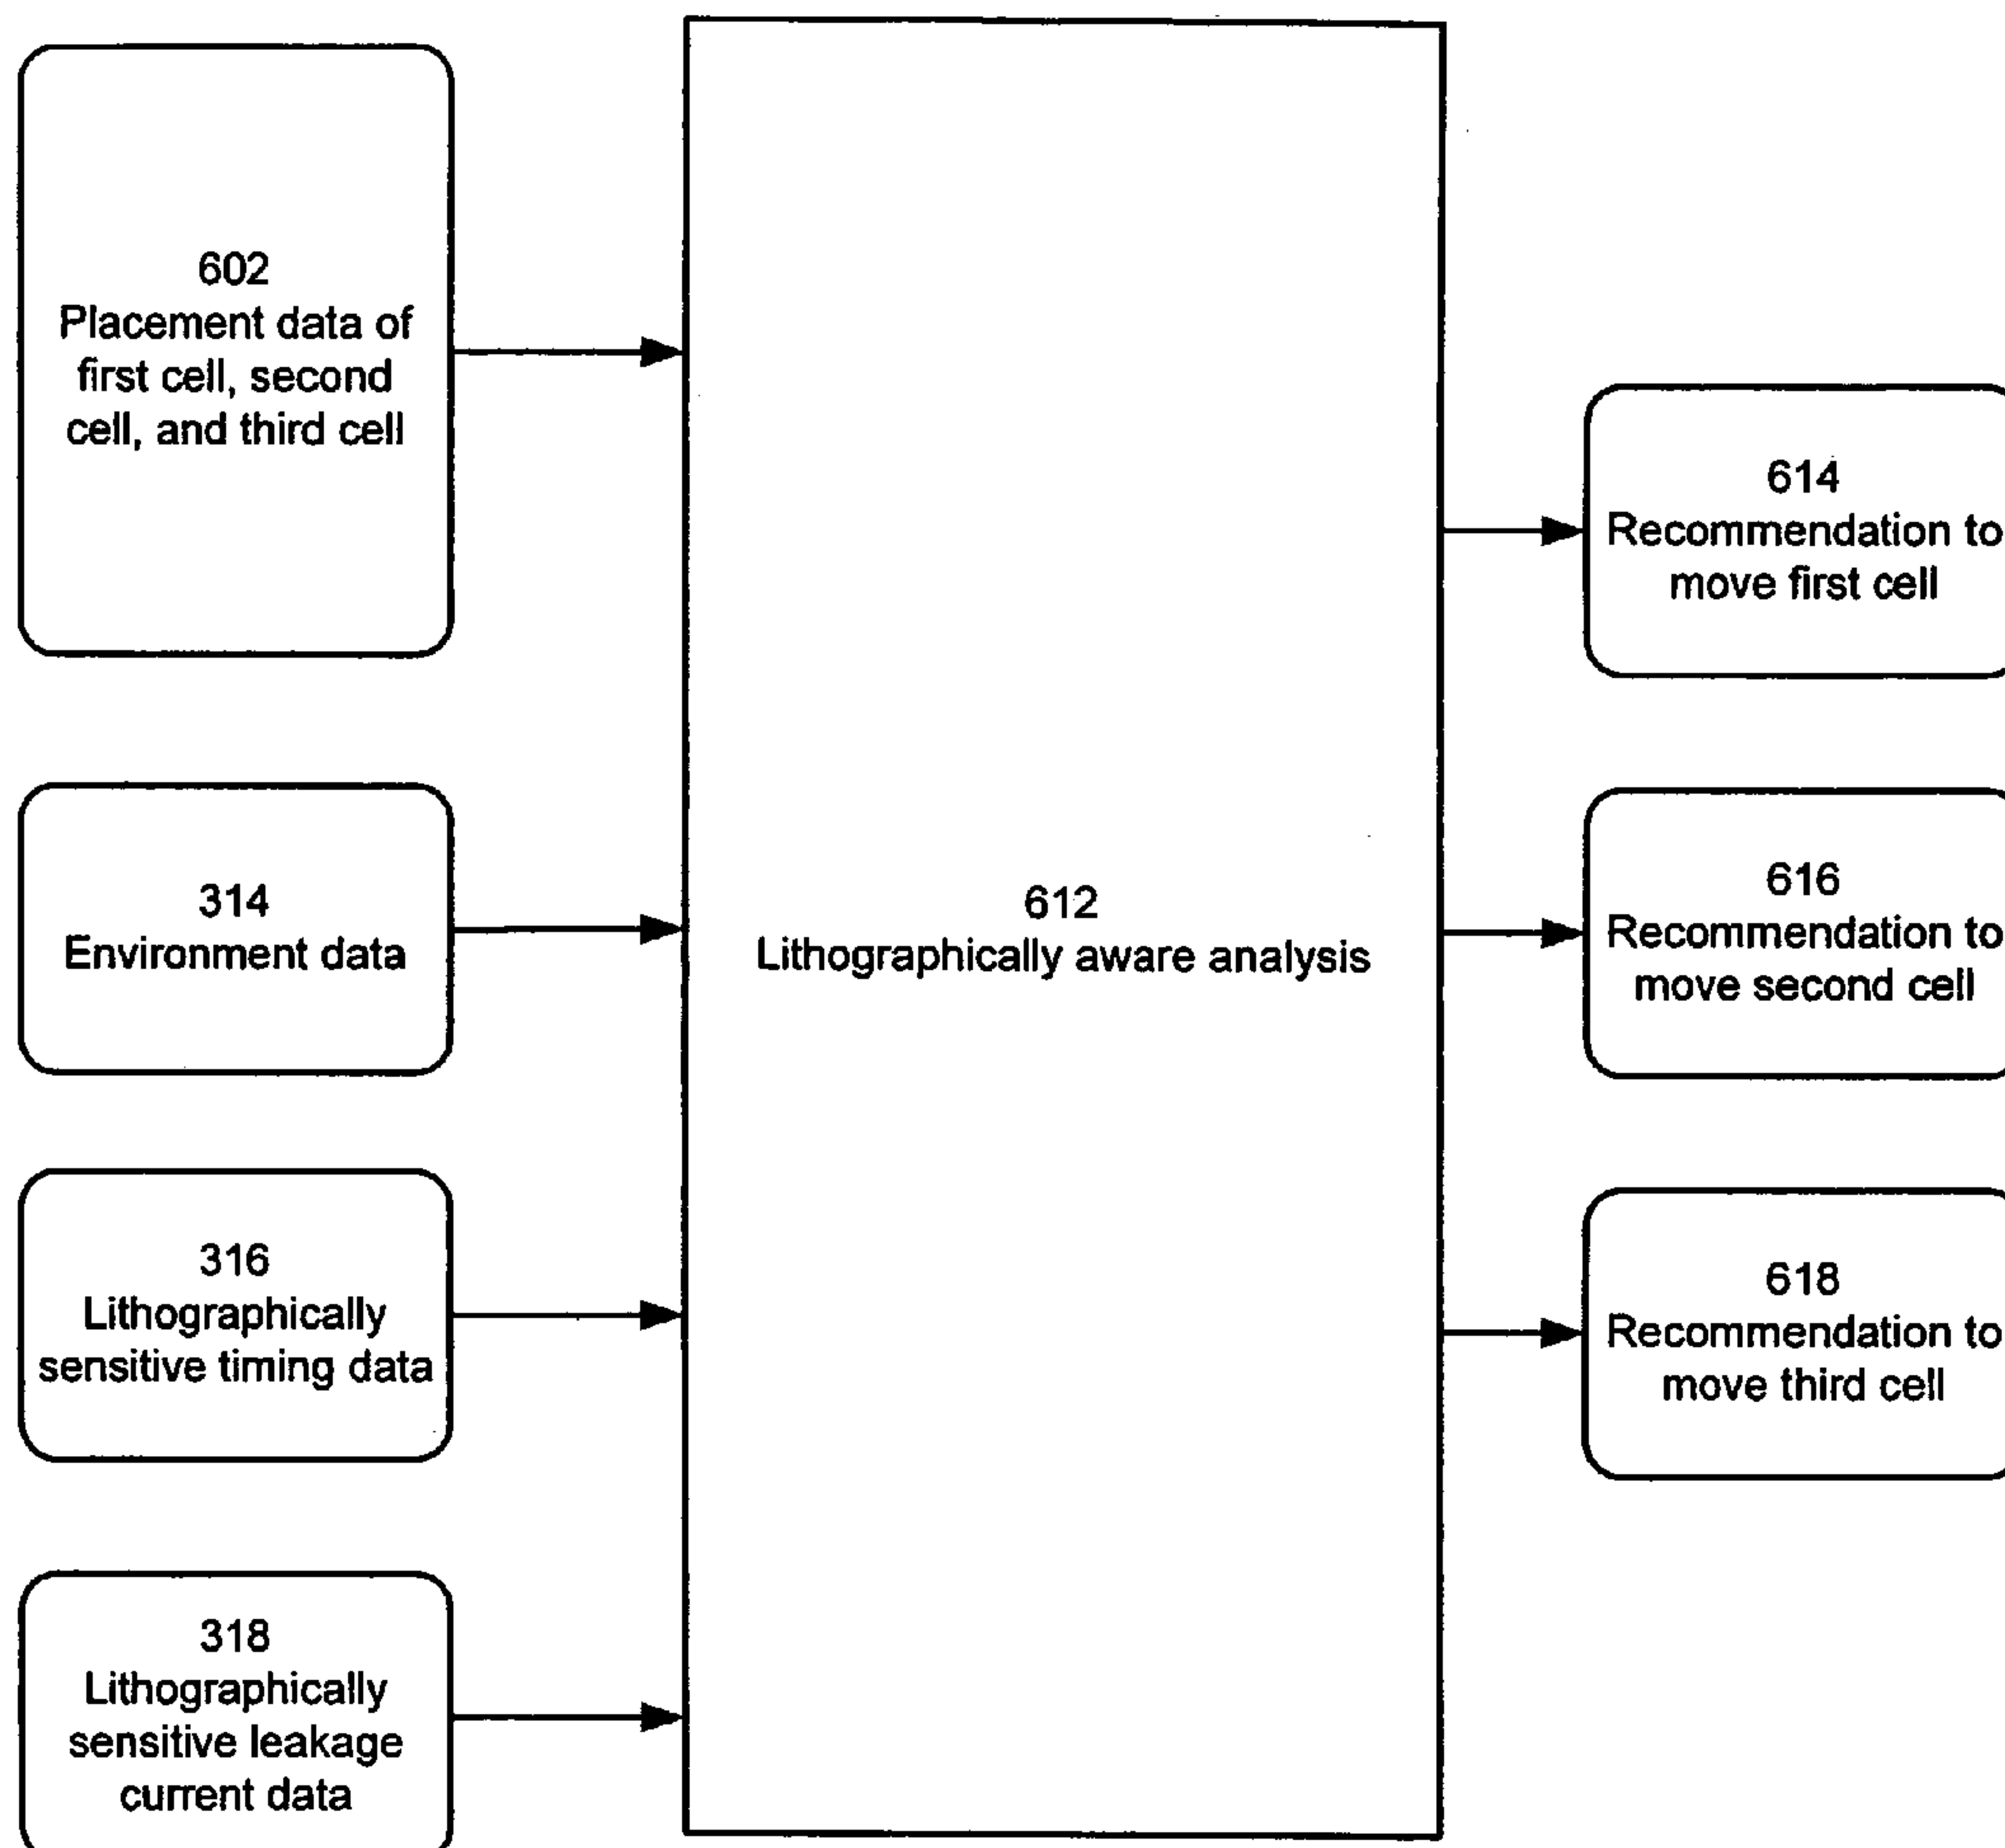 602
Placement data of
first cell, second
cell, and third cell
314
Environment data
316
Lithographically
sensitive timing data
318
Lithographically
sensitive leakage
current data
612
Lithographically aware analysis
614
Recommendation to
move first cell
616
Recommendation to
move second cell
618
Recommendation to
move third cell